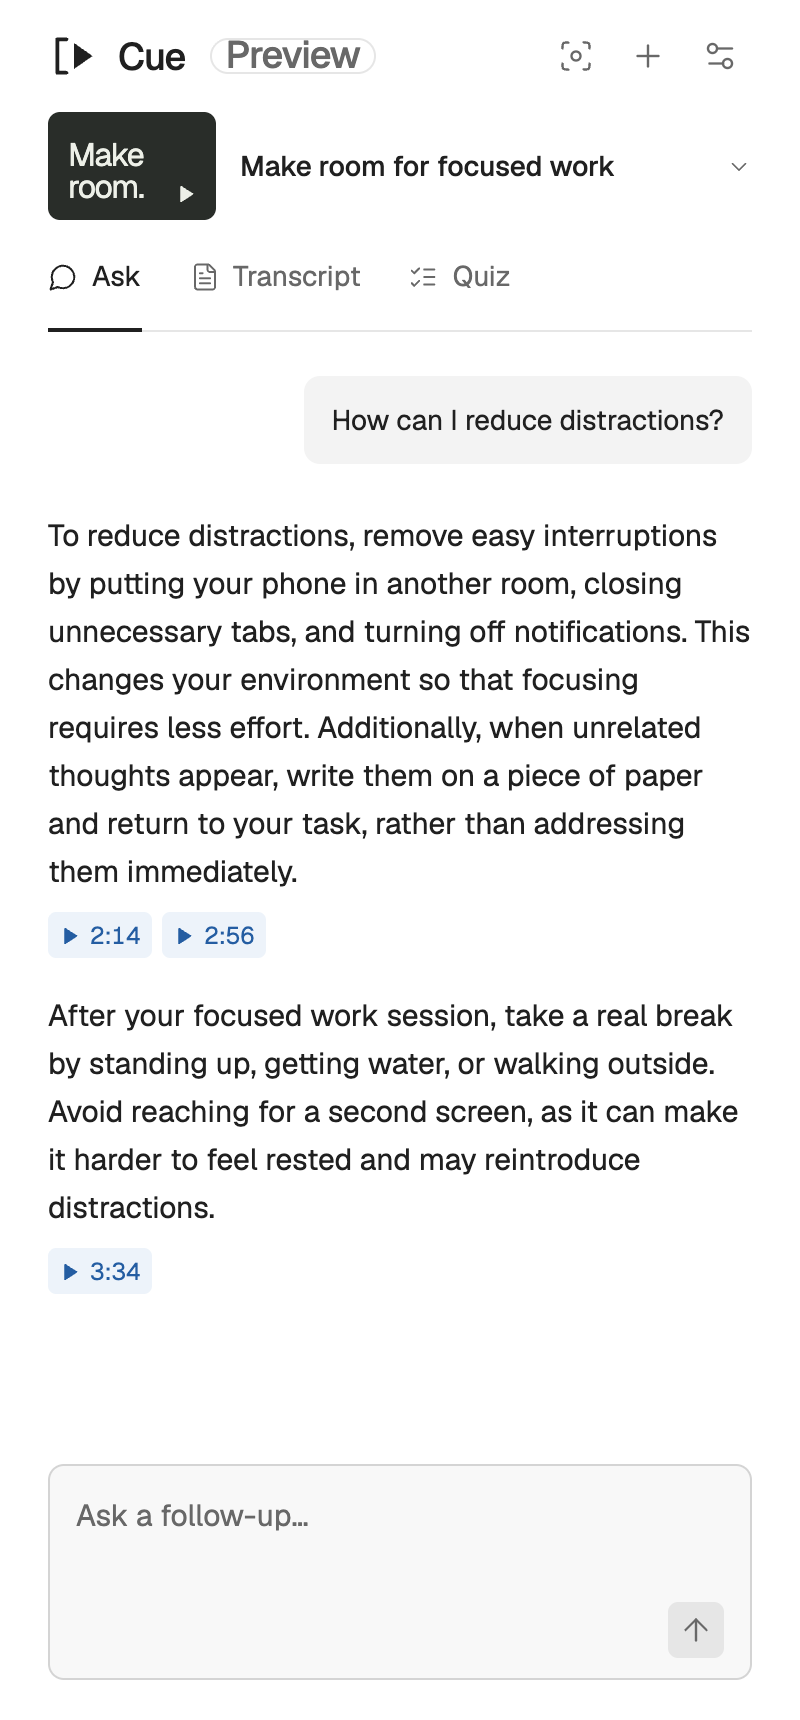 Cue Preview
Make
room.
Make room for focused work
Ask Transcript Quiz
How can I reduce distractions?
To reduce distractions, remove easy interruptions
by putting your phone in another room, closing
unnecessary tabs, and turning off notifications. This
changes your environment so that focusing
requires less effort. Additionally, when unrelated
thoughts appear, write them on a piece of paper
and return to your task, rather than addressing
them immediately.
2:14 2:56
After your focused work session, take a real break
by standing up, getting water, or walking outside.
Avoid reaching for a second screen, as it can make
it harder to feel rested and may reintroduce
distractions.
3:34
Ask a follow-up…